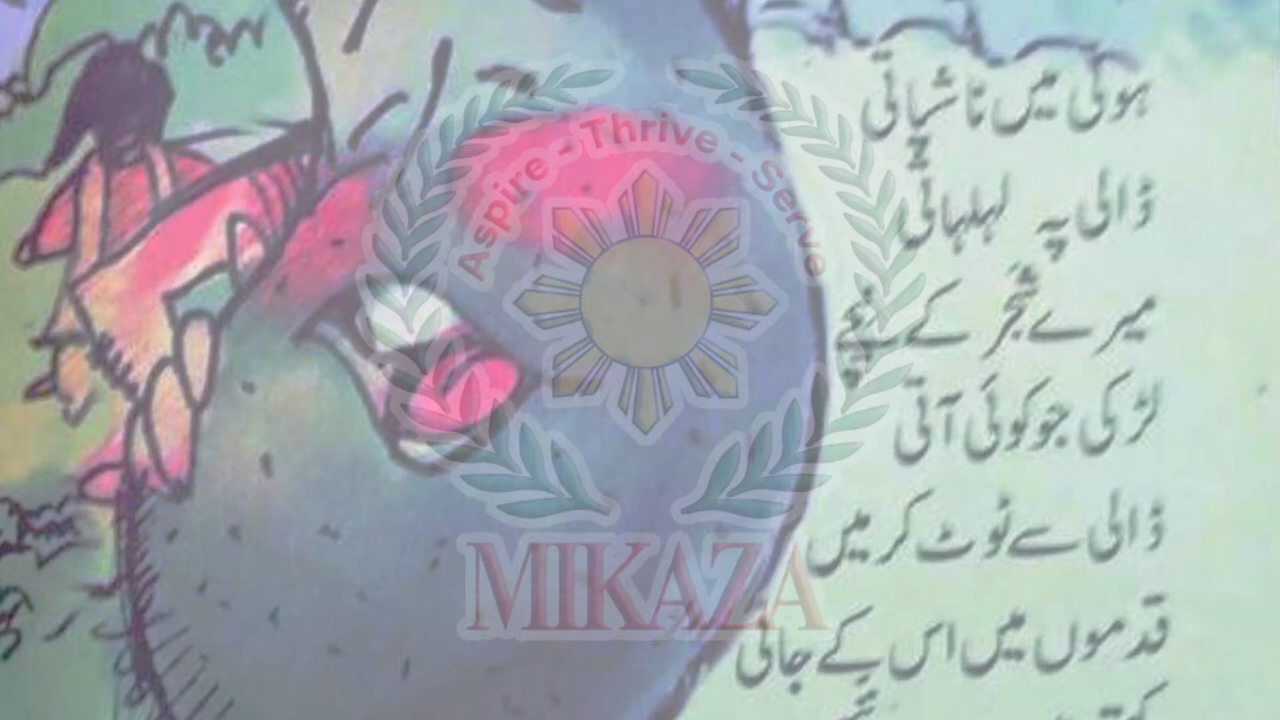 ہوتی میں ناشپاتی
ڈالی پہ لہلہاتی
میرے شجر کے نیچے
لڑکی جو کوئی آتی
ڈالی سے ٹوٹ کر میں
قدموں میں اس کے جاتی
Aspire - Thrive - Serve
MIKAZA